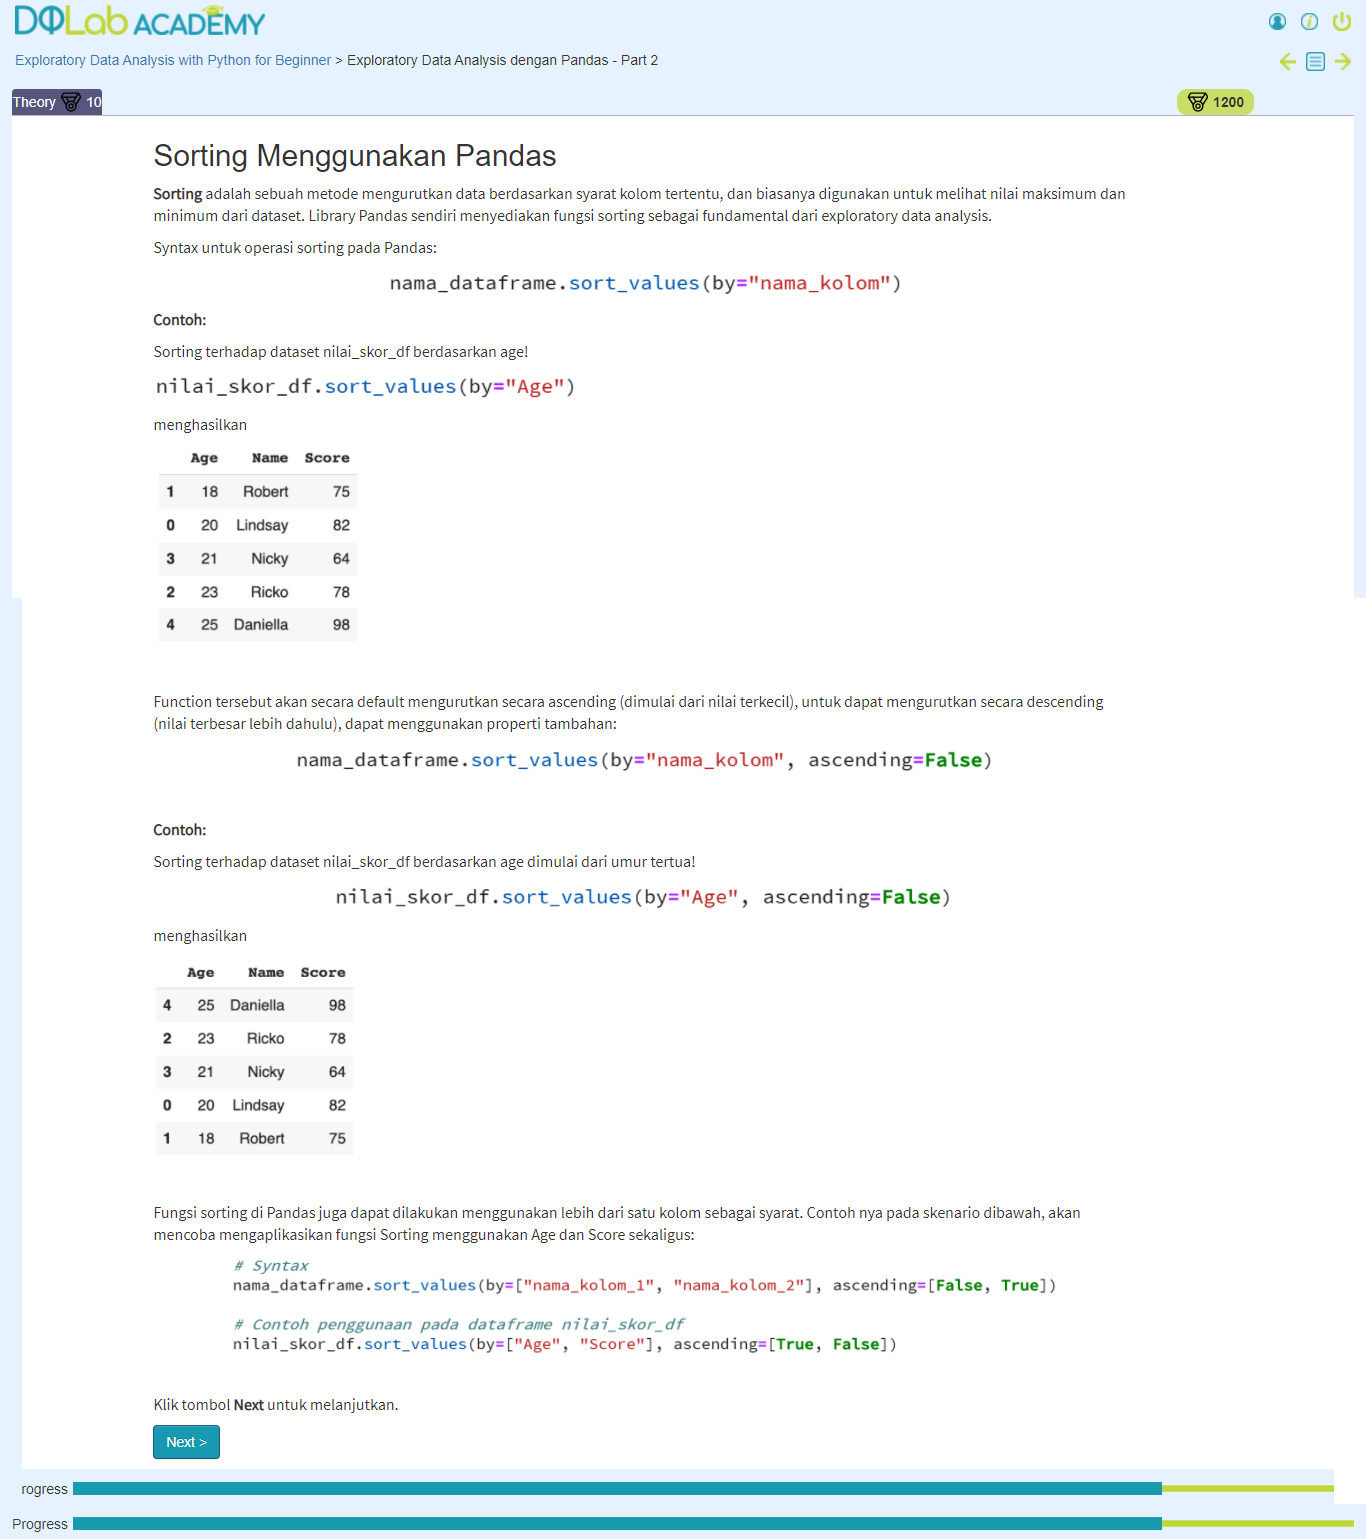 DQLab ACADEMY
Exploratory Data Analysis with Python for Beginner > Exploratory Data Analysis dengan Pandas - Part 2
Theory 10
1200
Sorting Menggunakan Pandas
Sorting adalah sebuah metode mengurutkan data berdasarkan syarat kolom tertentu, dan biasanya digunakan untuk melihat nilai maksimum dan
minimum dari dataset. Library Pandas sendiri menyediakan fungsi sorting sebagai fundamental dari exploratory data analysis.
Syntax untuk operasi sorting pada Pandas:
nama_dataframe.sort_values(by="nama_kolom")
Contoh:
Sorting terhadap dataset nilai_skor_df berdasarkan age!
nilai_skor_df.sort_values(by="Age")
menghasilkan
Age Name Score
1 18 Robert 75
0 20 Lindsay 82
3 21 Nicky 64
2 23 Ricko 78
4 25 Daniella 98
Function tersebut akan secara default mengurutkan secara ascending (dimulai dari nilai terkecil), untuk dapat mengurutkan secara descending
(nilai terbesar lebih dahulu), dapat menggunakan properti tambahan:
nama_dataframe.sort_values(by="nama_kolom", ascending=False)
Contoh:
Sorting terhadap dataset nilai_skor_df berdasarkan age dimulai dari umur tertua!
nilai_skor_df.sort_values(by="Age", ascending=False)
menghasilkan
Age Name Score
4 25 Daniella 98
2 23 Ricko 78
3 21 Nicky 64
0 20 Lindsay 82
1 18 Robert 75
Fungsi sorting di Pandas juga dapat dilakukan menggunakan lebih dari satu kolom sebagai syarat. Contoh nya pada skenario dibawah, akan
mencoba mengaplikasikan fungsi Sorting menggunakan Age dan Score sekaligus:
# Syntax
nama_dataframe.sort_values(by=["nama_kolom_1", "nama_kolom_2"], ascending=[False, True])
# Contoh penggunaan pada dataframe nilai_skor_df
nilai_skor_df.sort_values(by=["Age", "Score"], ascending=[True, False])
Klik tombol Next untuk melanjutkan.
Next >
rogress
Progress